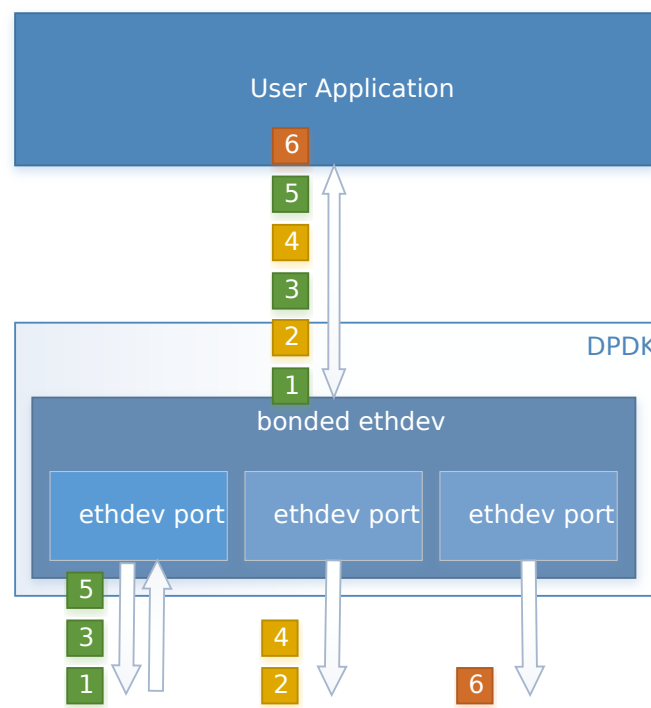 User Application
6
5
4
3
2
1
DPDK
bonded ethdev
ethdev port ethdev port ethdev port
5
3 4
1 2 6